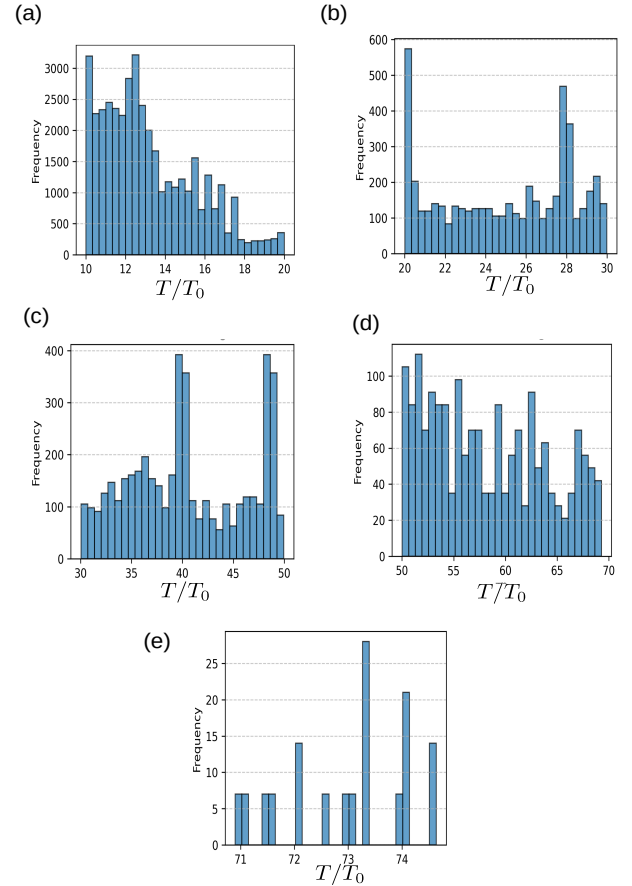 (a)
(b)
3000
2500
2000
1500
1000
500
0
Frequency
10 12 14 16 18 20
T/T₀
600
500
400
300
200
100
0
Frequency
20 22 24 26 28 30
T/T₀
(c)
(d)
400
300
200
100
0
Frequency
30 35 40 45 50
T/T₀
100
80
60
40
20
0
Frequency
50 55 60 65 70
T/T₀
(e)
25
20
15
10
5
0
Frequency
71 72 73 74
T/T₀